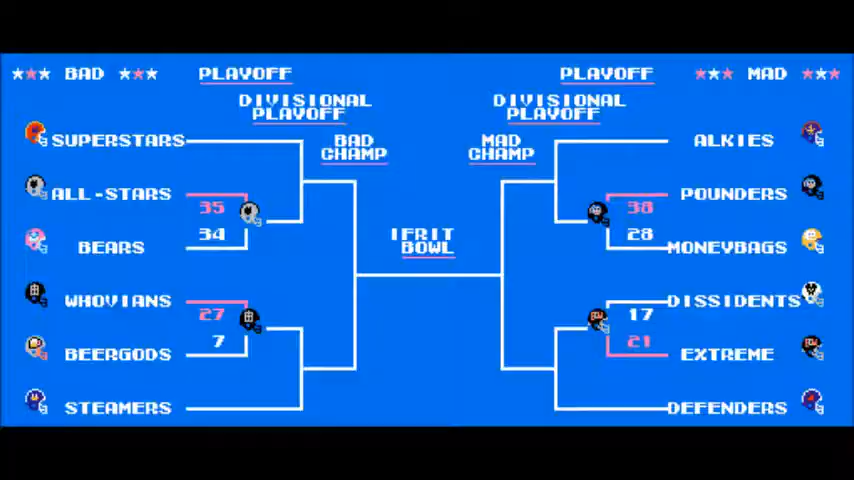 ★★★ BAD ★★★ PLAYOFF PLAYOFF ★★★ MAD ★★★
DIVISIONAL PLAYOFF
DIVISIONAL PLAYOFF
BAD CHAMP
MAD CHAMP
SUPERSTARS
ALKIES
ALL-STARS
POUNDERS
35
38
34
28
BEARS
MONEYBAGS
IFRIT
BOWL
WHOVIANS
DISSIDENTS
27
17
7
21
BEERGODS
EXTREME
STEAMERS
DEFENDERS